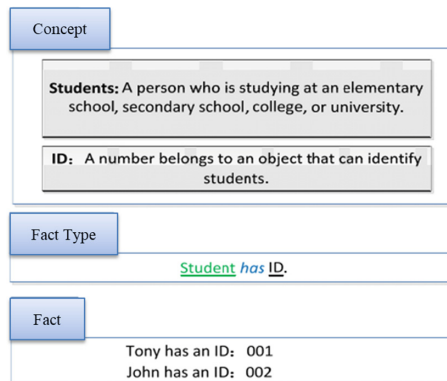 Concept
Students: A person who is studying at an elementary
school, secondary school, college, or university.
ID： A number belongs to an object that can identify
students.
Fact Type
Student has ID.
Fact
Tony has an ID： 001
John has an ID： 002